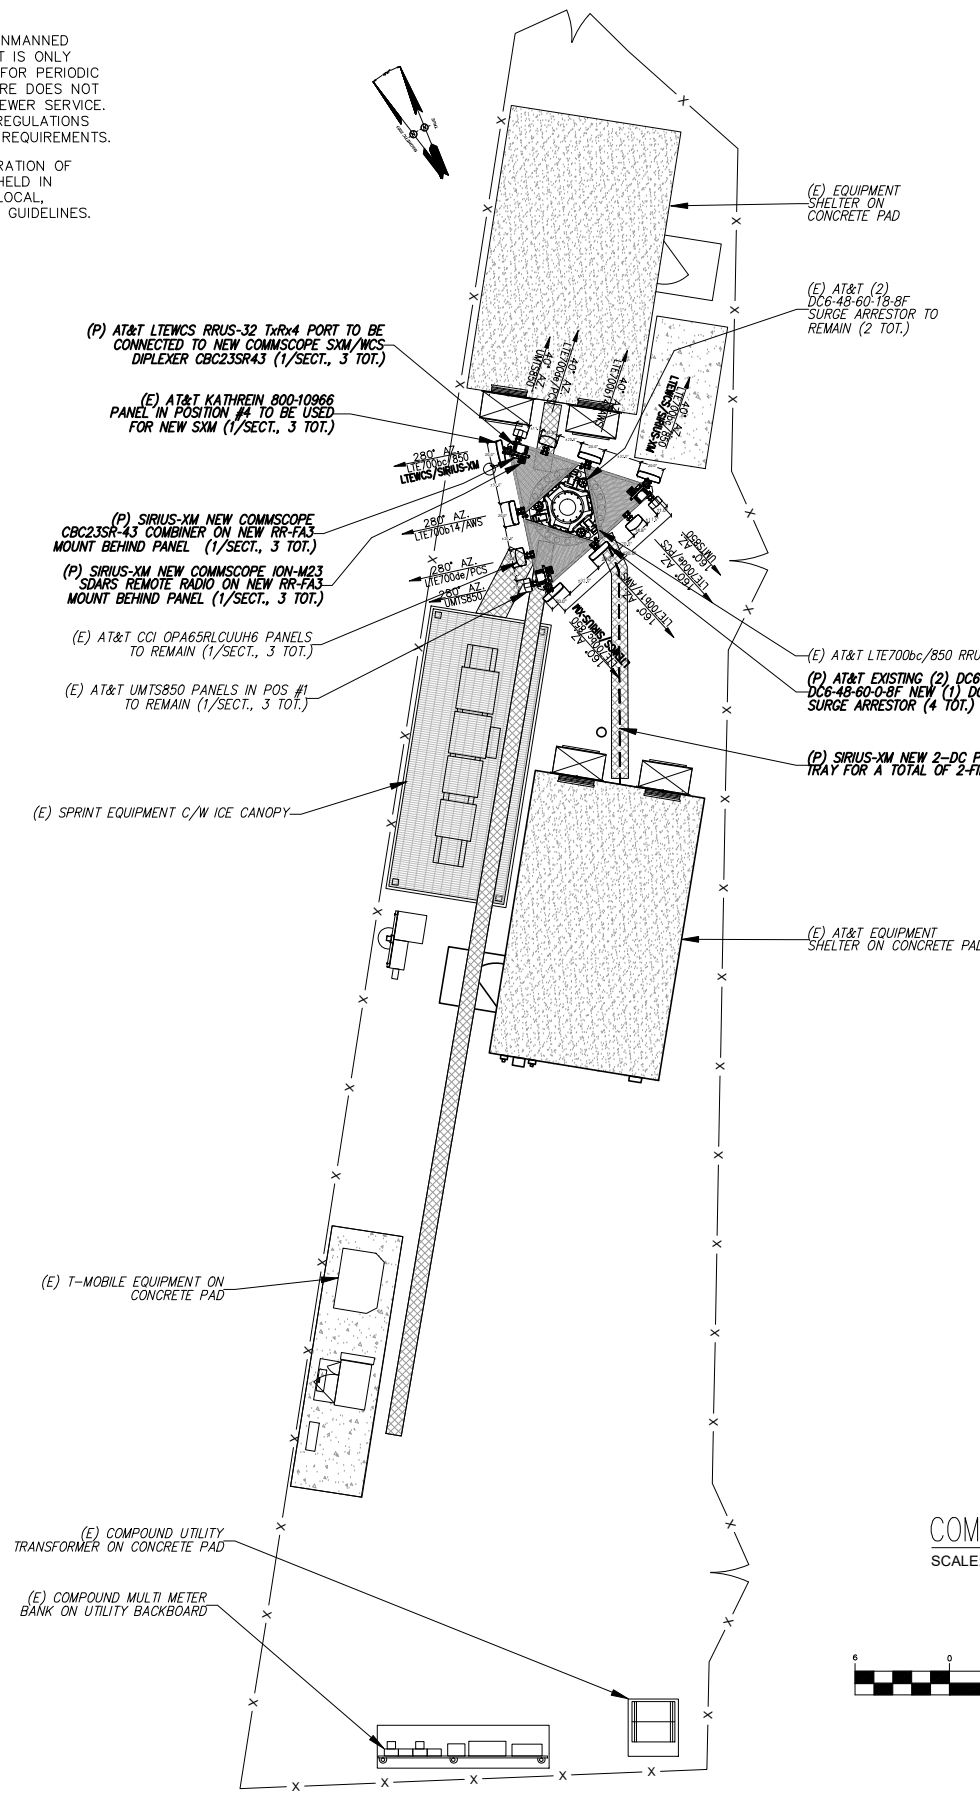 NMANNED
T IS ONLY
FOR PERIODIC
RE DOES NOT
EWER SERVICE.
REGULATIONS
REQUIREMENTS.
RATION OF
HELD IN
LOCAL,
GUIDELINES.
TRUE
(E) EQUIPMENT
SHELTER ON
CONCRETE PAD
(E) AT&T (2)
DC6-48-60-18-8F
SURGE ARRESTOR TO
REMAIN (2 TOT.)
(P) AT&T LTEWCS RRUS-32 TxRx4 PORT TO BE
CONNECTED TO NEW COMMSCOPE SXM/WCS
DIPLEXER CBC23SR43 (1/SECT., 3 TOT.)
(E) AT&T KATHREIN 800-10966
PANEL IN POSITION #4 TO BE USED
FOR NEW SXM (1/SECT., 3 TOT.)
40° AZ.
UMTS850
40° AZ.
LTE700de/PCS
40°
40° AZ.
LTE700bc/850
LTEWCS/SIRIUS-XM
280° AZ.
LTE700bc/850
LTEWCS/SIRIUS-XM
280° AZ.
LTE700b14/AWS
280° AZ.
LTE700de/PCS
280° AZ.
UMTS850
(P) SIRIUS-XM NEW COMMSCOPE
CBC23SR-43 COMBINER ON NEW RR-FA3
MOUNT BEHIND PANEL (1/SECT., 3 TOT.)
(P) SIRIUS-XM NEW COMMSCOPE ION-M23
SDARS REMOTE RADIO ON NEW RR-FA3
MOUNT BEHIND PANEL (1/SECT., 3 TOT.)
160° AZ.
UMTS850
160° AZ.
LTE700de/PCS
160° AZ.
LTE700b14/AWS
160° AZ.
LTE700bc/850
LTEWCS/SIRIUS-XM
(E) AT&T CCI OPA65RLCUUH6 PANELS
TO REMAIN (1/SECT., 3 TOT.)
(E) AT&T UMTS850 PANELS IN POS #1
TO REMAIN (1/SECT., 3 TOT.)
(E) AT&T LTE700bc/850 RRU
(P) AT&T EXISTING (2) DC6
DC6-48-60-0-8F NEW (1) DC
SURGE ARRESTOR (4 TOT.)
(P) SIRIUS-XM NEW 2-DC P
TRAY FOR A TOTAL OF 2-FI
(E) SPRINT EQUIPMENT C/W ICE CANOPY
(E) AT&T EQUIPMENT
SHELTER ON CONCRETE PAD
(E) T-MOBILE EQUIPMENT ON
CONCRETE PAD
(E) COMPOUND UTILITY
TRANSFORMER ON CONCRETE PAD
(E) COMPOUND MULTI METER
BANK ON UTILITY BACKBOARD
COM
SCALE
6 0